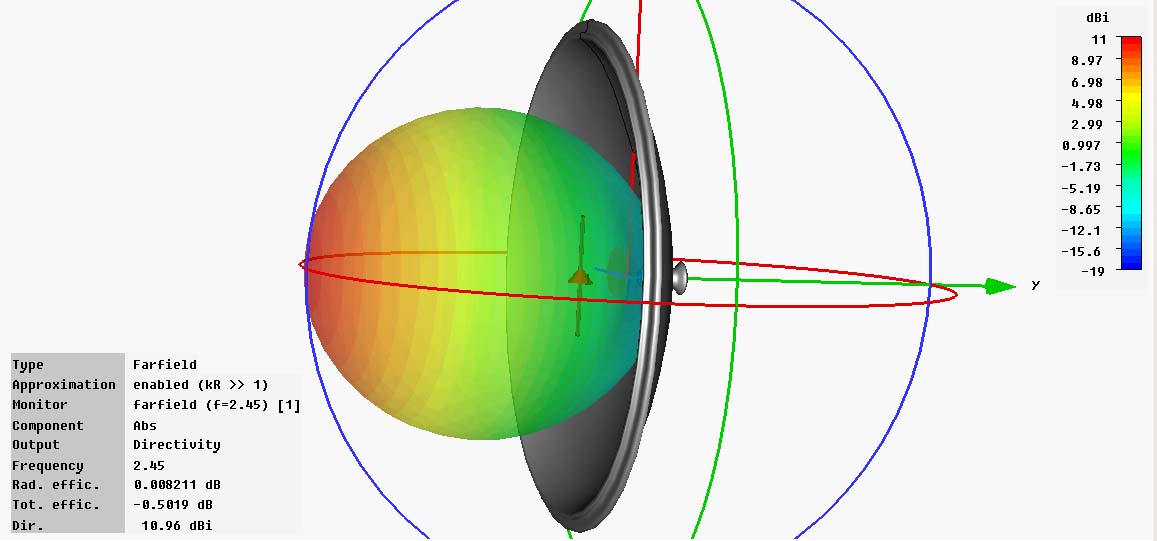 dBi
11
8.97
6.98
4.98
2.99
0.997
-1.73
-5.19
-8.65
-12.1
-15.6
-19
Y
Type Farfield
Approximation enabled (kR >> 1)
Monitor farfield (f=2.45) [1]
Component Abs
Output Directivity
Frequency 2.45
Rad. effic. 0.008211 dB
Tot. effic. -0.5019 dB
Dir. 10.96 dBi